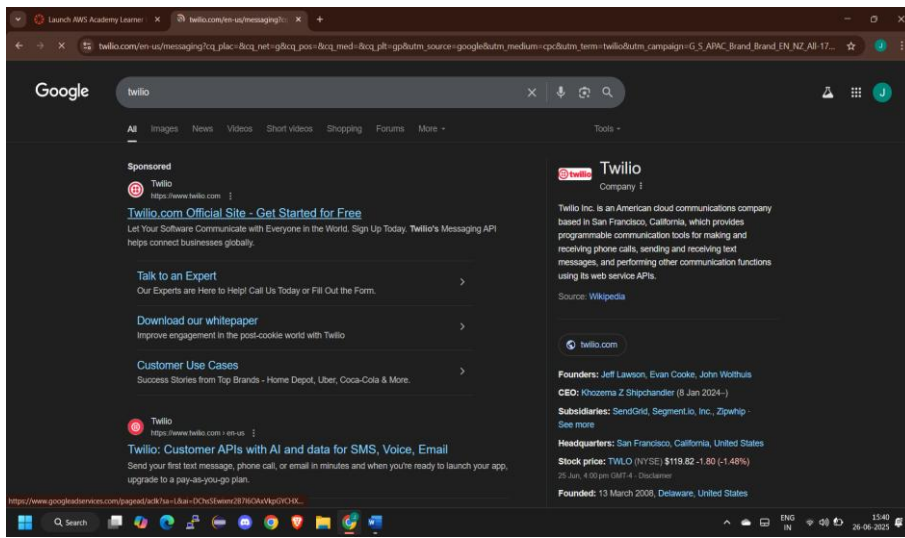 Launch AWS Academy Learner
twilio.com/en-us/messaging?cq
twilio.com/en-us/messaging?cq_plac=&cq_net=g&cq_pos=&cq_med=&cq_plt=gp&utm_source=google&utm_medium=cpc&utm_term=twilio&utm_campaign=G_S_APAC_Brand_Brand_EN_NZ_All-17...
J
Google
twilio
J
All Images News Videos Short videos Shopping Forums More
Tools
Sponsored
Twilio
https://www.twilio.com
Twilio.com Official Site - Get Started for Free
Let Your Software Communicate with Everyone in the World. Sign Up Today. Twilio's Messaging API
helps connect businesses globally.
Talk to an Expert
Our Experts are Here to Help! Call Us Today or Fill Out the Form.
Download our whitepaper
Improve engagement in the post-cookie world with Twilio
Customer Use Cases
Success Stories from Top Brands - Home Depot, Uber, Coca-Cola & More.
Twilio
https://www.twilio.com › en-us
Twilio: Customer APIs with AI and data for SMS, Voice, Email
Send your first text message, phone call, or email in minutes and when you're ready to launch your app,
upgrade to a pay-as-you-go plan.
twilio
Twilio
Company
Twilio Inc. is an American cloud communications company
based in San Francisco, California, which provides
programmable communication tools for making and
receiving phone calls, sending and receiving text
messages, and performing other communication functions
using its web service APIs.
Source: Wikipedia
twilio.com
Founders: Jeff Lawson, Evan Cooke, John Wolthuis
CEO: Khozema Z Shipchandler (8 Jan 2024–)
Subsidiaries: SendGrid, Segment.io, Inc., Zipwhip ·
See more
Headquarters: San Francisco, California, United States
Stock price: TWLO (NYSE) $119.82 -1.80 (-1.48%)
25 Jun, 4:00 pm GMT-4 - Disclaimer
Founded: 13 March 2008, Delaware, United States
Search
ENG
IN
15:40
26-06-2025